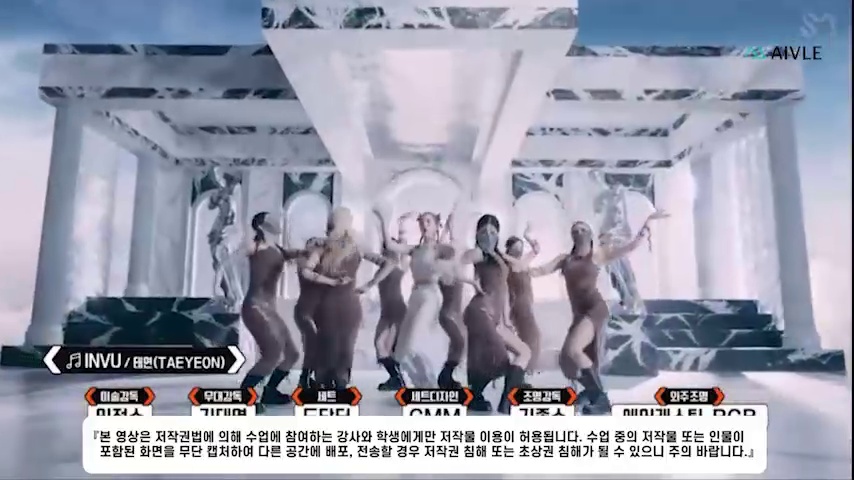 SM
AIVLE
INVU / 태연(TAEYEON)
미술감독 무대감독 세트 세트디자인 조명감독 외주조명
『본 영상은 저작권법에 의해 수업에 참여하는 강사와 학생에게만 저작물 이용이 허용됩니다. 수업 중의 저작물 또는 인물이
포함된 화면을 무단 캡처하여 다른 공간에 배포, 전송할 경우 저작권 침해 또는 초상권 침해가 될 수 있으니 주의 바랍니다.』